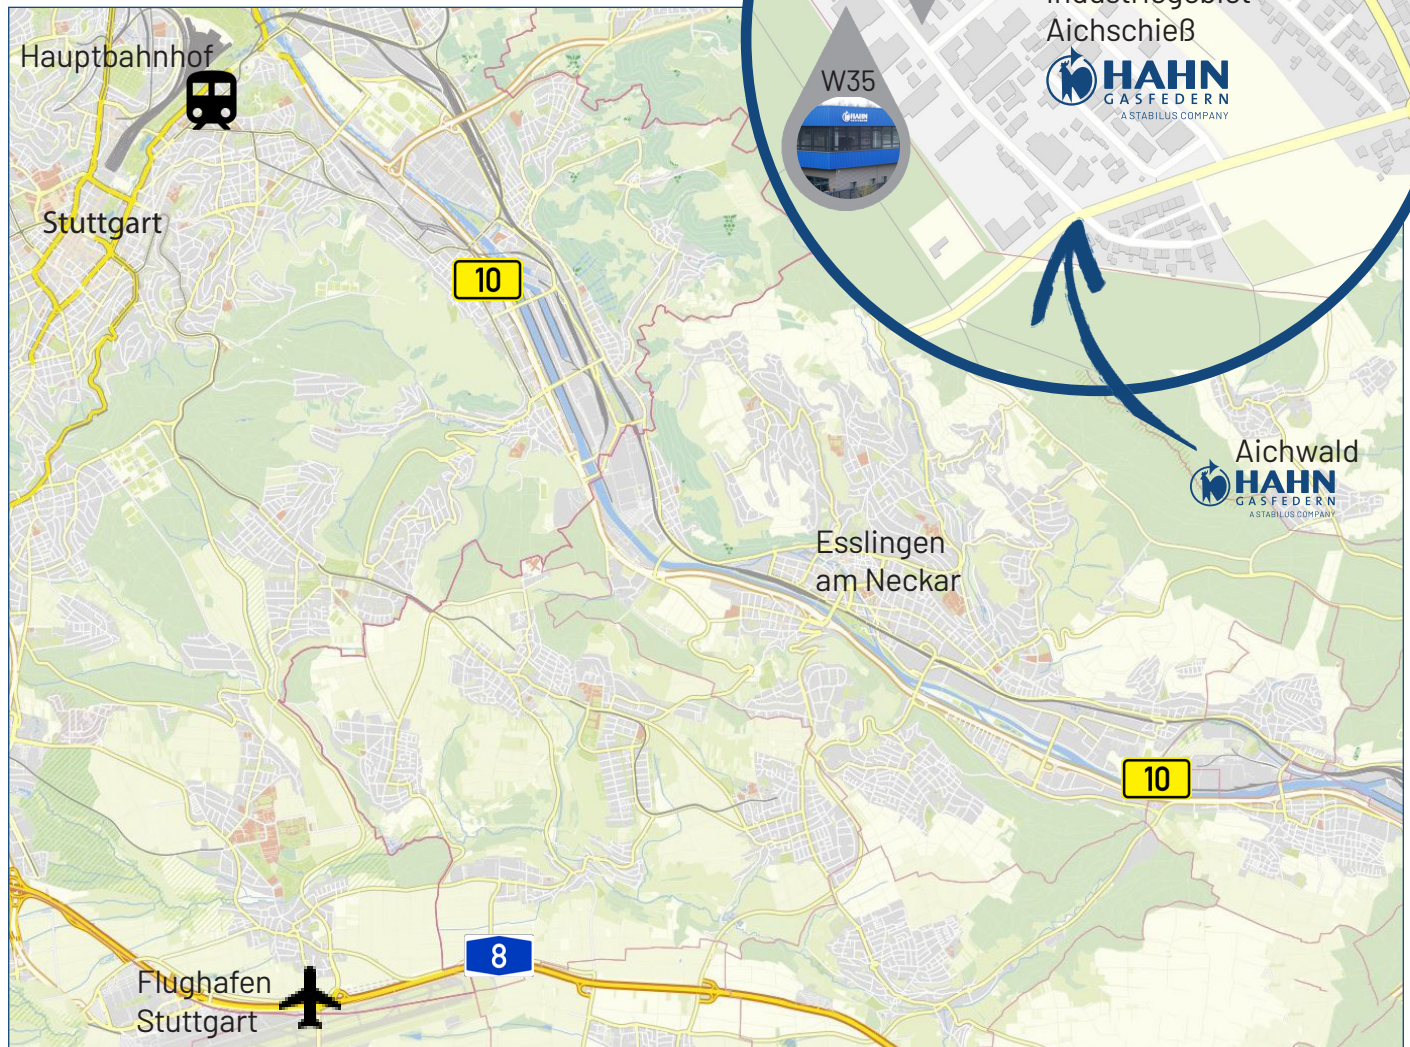 Aichschieß
HAHN
GASFEDERN
A STABILUS COMPANY
W35
HAHN
Hauptbahnhof
Stuttgart
10
Aichwald
HAHN
GASFEDERN
A STABILUS COMPANY
Esslingen
am Neckar
10
8
Flughafen
Stuttgart